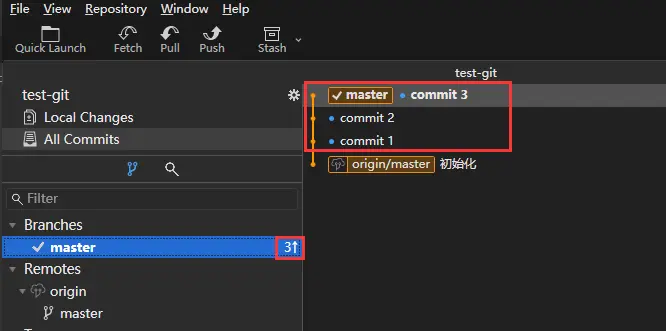 File View Repository Window Help
Quick Launch Fetch Pull Push Stash
test-git
test-git
master commit 3
Local Changes
commit 2
All Commits
commit 1
origin/master 初始化
Filter
Branches
master 3↑
Remotes
origin
master